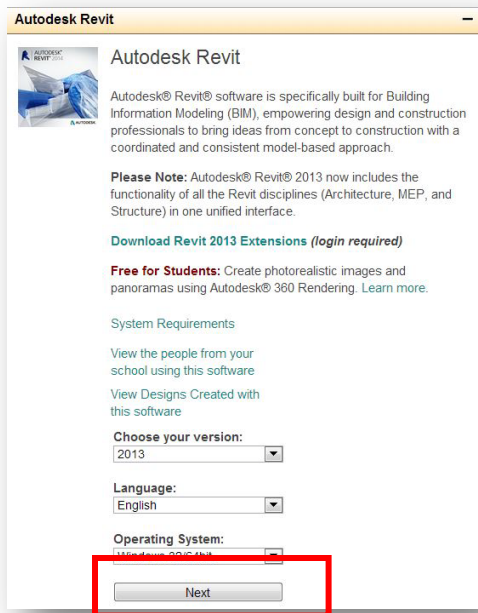 Autodesk Revit
AUTODESK®
REVIT® 2014
AUTODESK
Autodesk Revit
Autodesk® Revit® software is specifically built for Building
Information Modeling (BIM), empowering design and construction
professionals to bring ideas from concept to construction with a
coordinated and consistent model-based approach.
Please Note: Autodesk® Revit® 2013 now includes the
functionality of all the Revit disciplines (Architecture, MEP, and
Structure) in one unified interface.
Download Revit 2013 Extensions (login required)
Free for Students: Create photorealistic images and
panoramas using Autodesk® 360 Rendering. Learn more.
System Requirements
View the people from your
school using this software
View Designs Created with
this software
Choose your version:
2013
Language:
English
Operating System:
Windows 32/64bit
Next